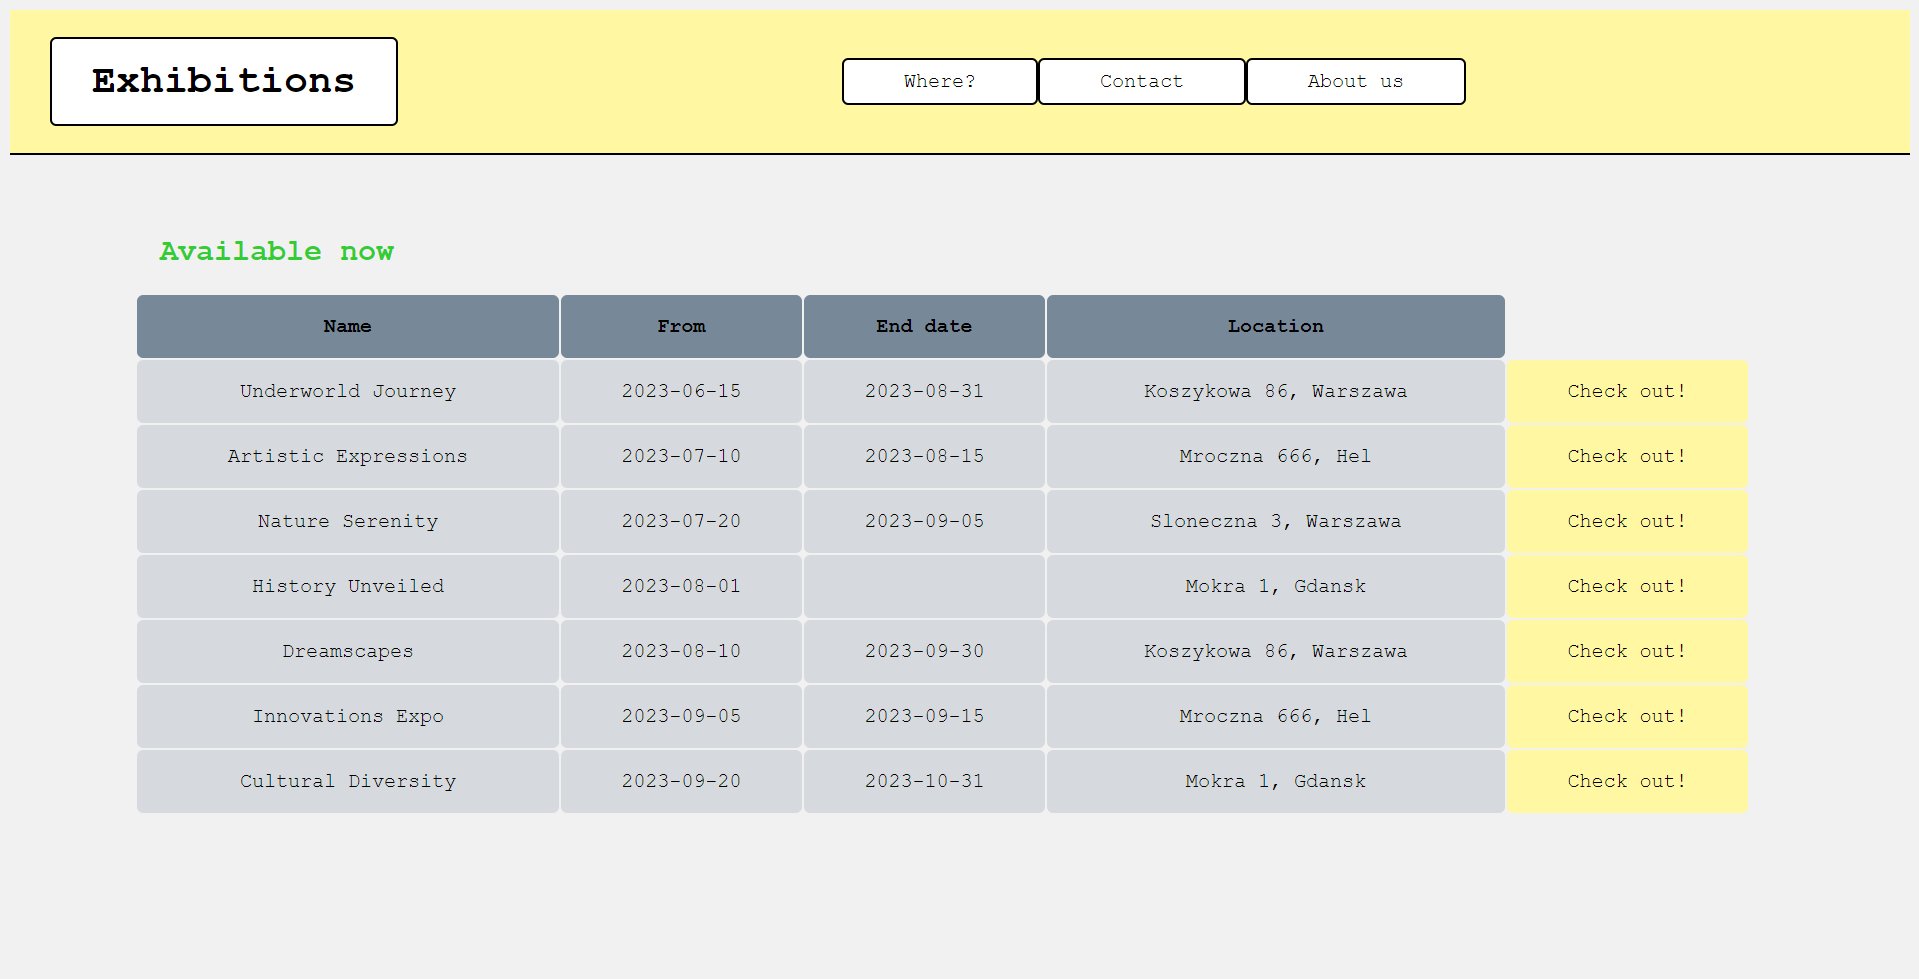 Exhibitions
Where? Contact About us
Available now
Name From End date Location
Underworld Journey 2023-06-15 2023-08-31 Koszykowa 86, Warszawa Check out!
Artistic Expressions 2023-07-10 2023-08-15 Mroczna 666, Hel Check out!
Nature Serenity 2023-07-20 2023-09-05 Sloneczna 3, Warszawa Check out!
History Unveiled 2023-08-01 Mokra 1, Gdansk Check out!
Dreamscapes 2023-08-10 2023-09-30 Koszykowa 86, Warszawa Check out!
Innovations Expo 2023-09-05 2023-09-15 Mroczna 666, Hel Check out!
Cultural Diversity 2023-09-20 2023-10-31 Mokra 1, Gdansk Check out!